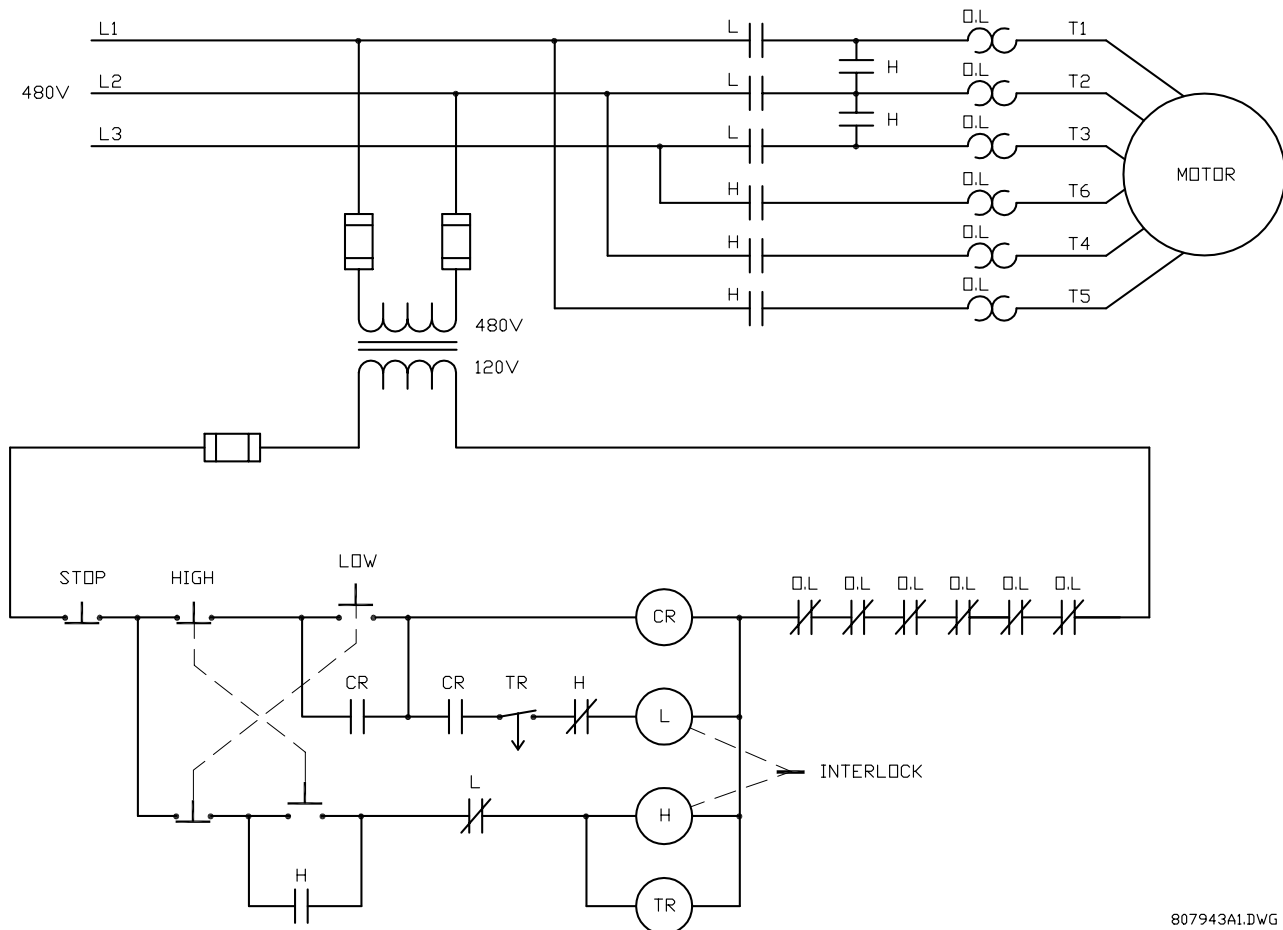 L1
L
O.L
T1
H
480V
L2
L
O.L
T2
H
L3
L
O.L
T3
MOTOR
H
O.L
T6
H
O.L
T4
H
O.L
T5
480V
120V
STOP
HIGH
LOW
CR
O.L
O.L
O.L
O.L
O.L
O.L
CR
CR
TR
H
L
INTERLOCK
L
H
H
TR
807943A1.DWG